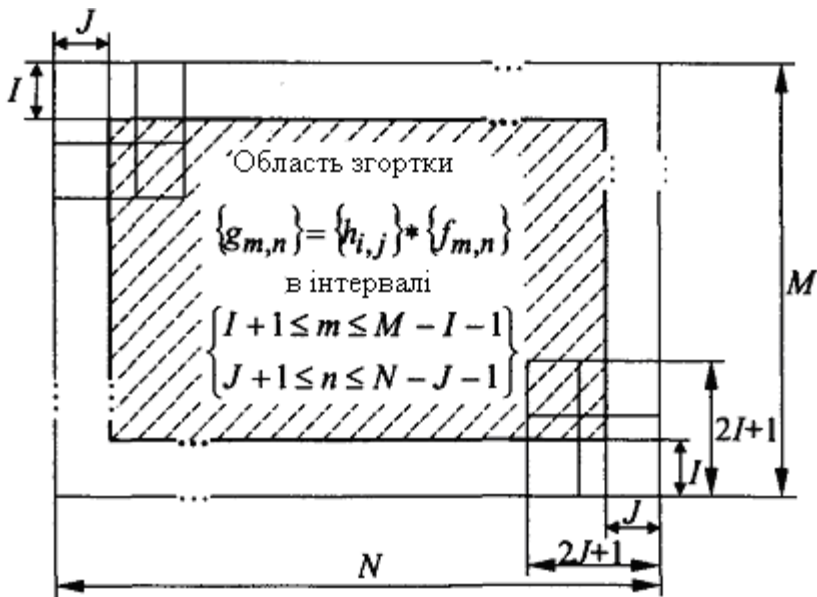 J
I
Область згортки
{g_{m,n}}={h_{i,j}}*{f_{m,n}}
в інтервалі
{I+1≤m≤M-I-1}
{J+1≤n≤N-J-1}
M
2I+1
I
J
2J+1
N